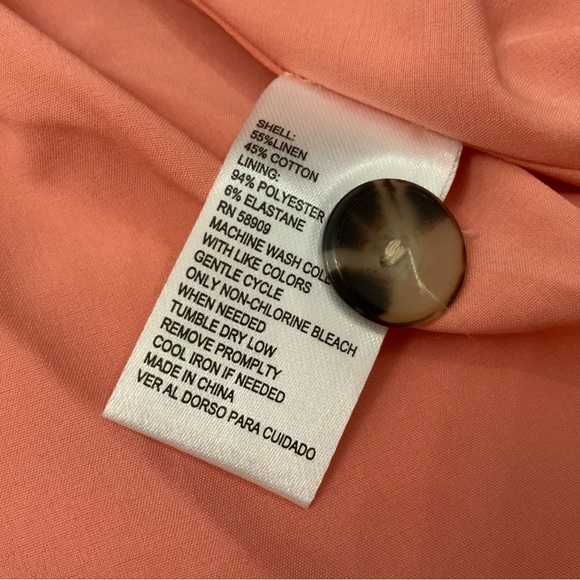 SHELL:
55%LINEN
45% COTTON
LINING:
94% POLYESTER
6% ELASTANE
RN 58909
MACHINE WASH COLD
WITH LIKE COLORS
GENTLE CYCLE
ONLY NON-CHLORINE BLEACH
WHEN NEEDED
TUMBLE DRY LOW
REMOVE PROMPTLY
COOL IRON IF NEEDED
MADE IN CHINA
VER AL DORSO PARA CUIDADO